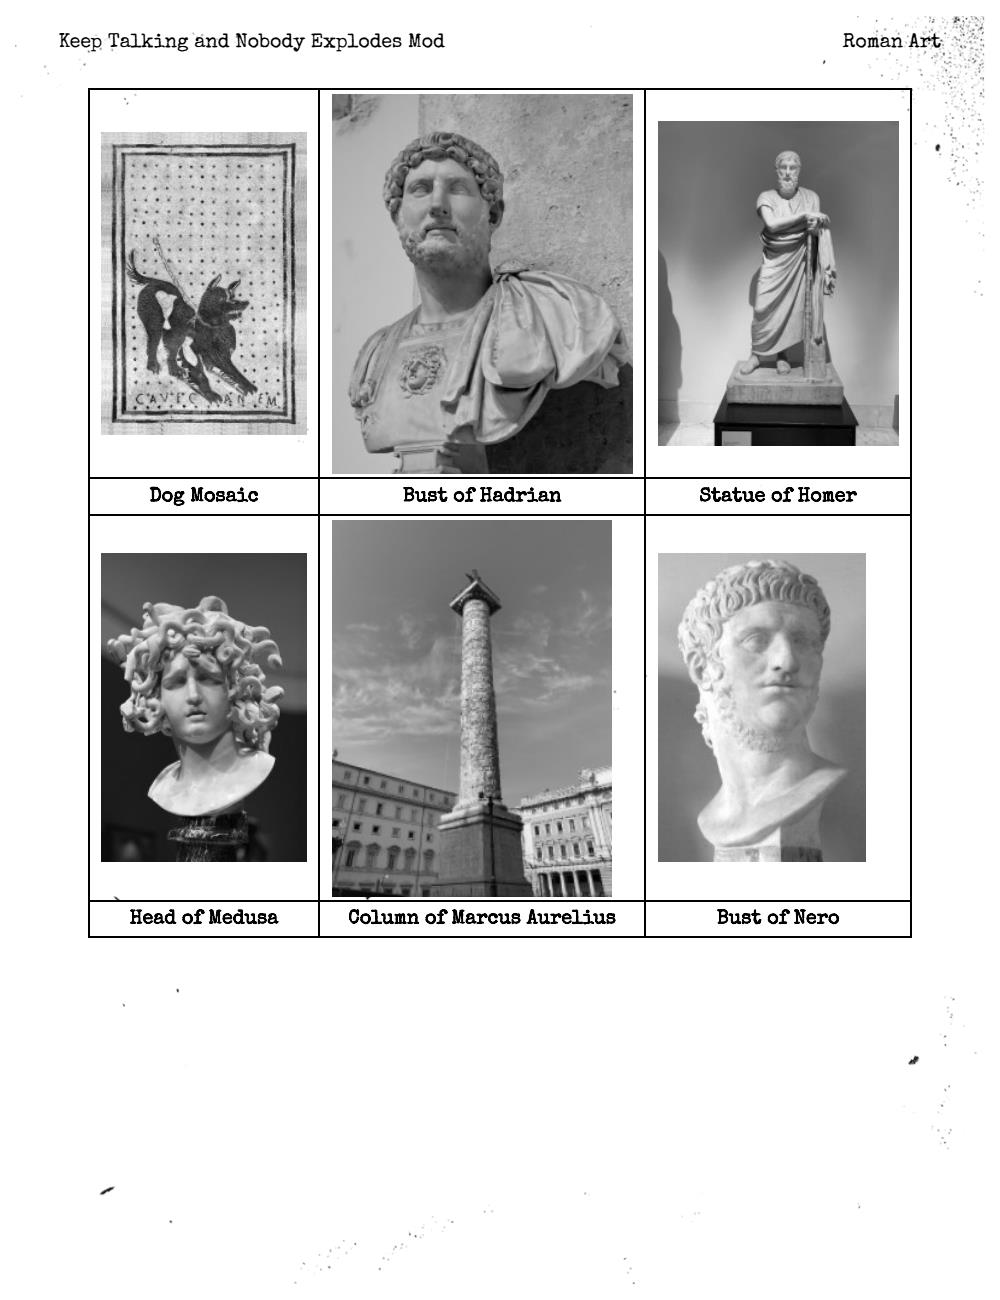 Keep Talking and Nobody Explodes Mod
Roman Art
CAVE CANEM
Dog Mosaic
Bust of Hadrian
Statue of Homer
Head of Medusa
Column of Marcus Aurelius
Bust of Nero